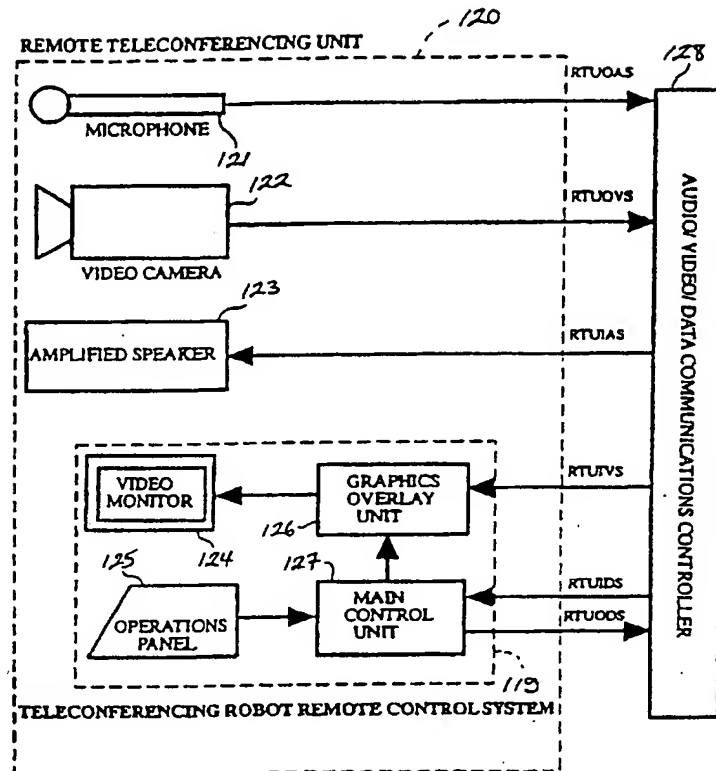 120
REMOTE TELECONFERENCING UNIT
128
RTUOAS
MICROPHONE
121
122
RTUOVS
VIDEO CAMERA
123
AMPLIFIED SPEAKER
RTUIAS
AUDIO/ VIDEO/ DATA COMMUNICATIONS CONTROLLER
VIDEO
MONITOR
124
GRAPHICS
OVERLAY
UNIT
126
RTUIVS
125
OPERATIONS
PANEL
127
MAIN
CONTROL
UNIT
RTUIDS
RTUODS
119
TELECONFERENCING ROBOT REMOTE CONTROL SYSTEM